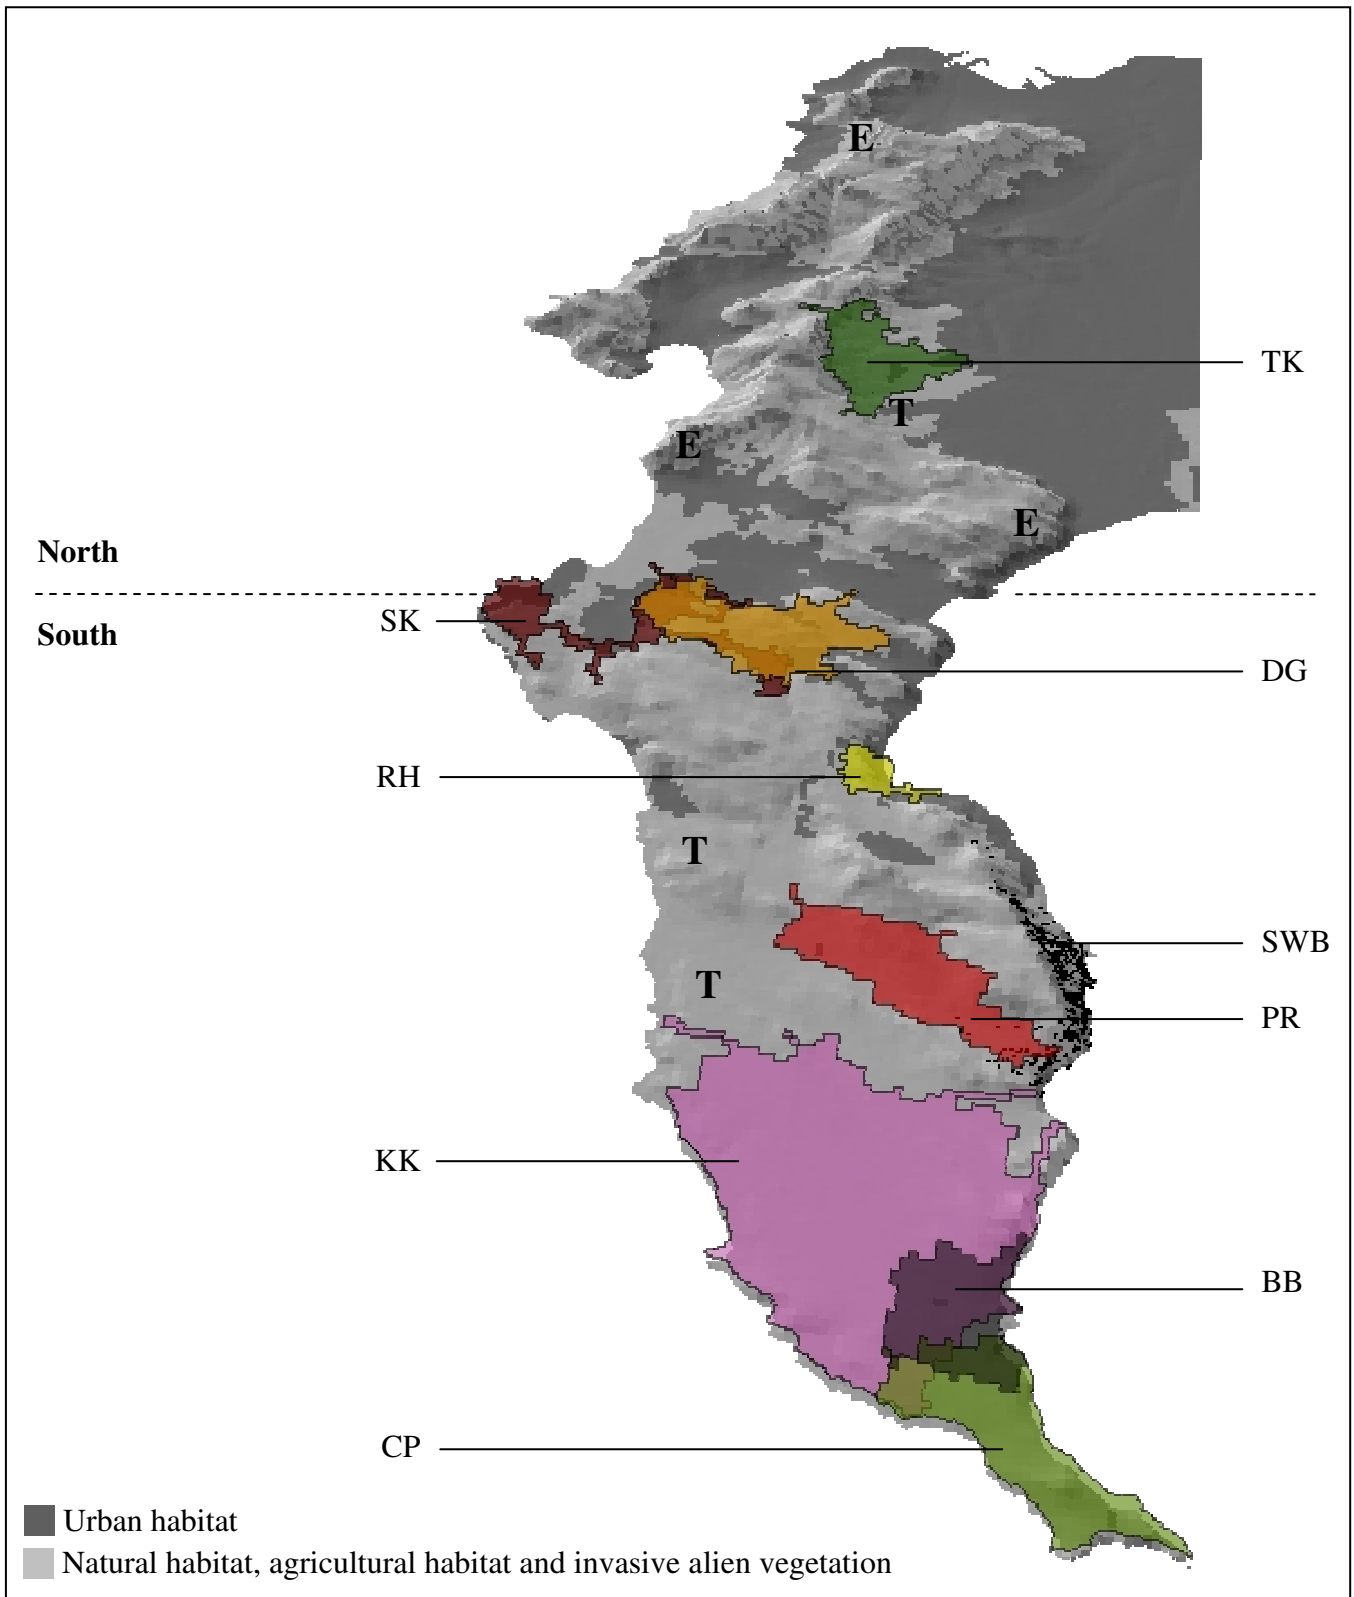 E
TK
T
E
E
North
SK
South
DG
RH
T
SWB
T
PR
KK
BB
CP
Urban habitat
Natural habitat, agricultural habitat and invasive alien vegetation